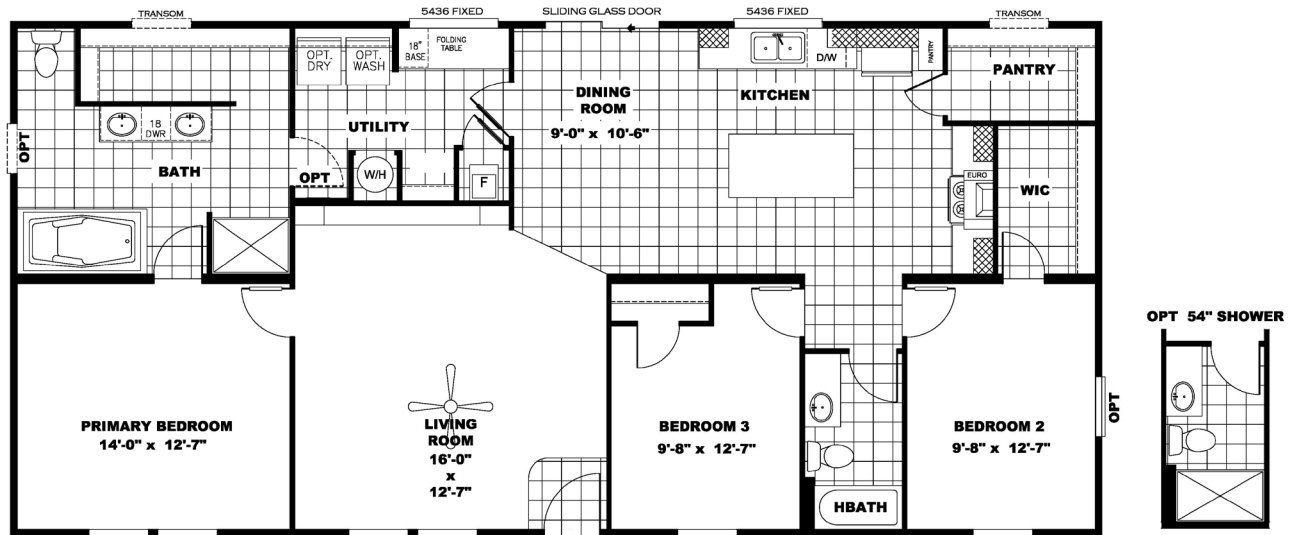 TRANSOM
5436 FIXED
SLIDING GLASS DOOR
5436 FIXED
TRANSOM
OPT.
DRY
OPT.
WASH
18"
BASE
FOLDING
TABLE
D/W
PANTRY
PANTRY
DINING
ROOM
9'-0" x 10'-6"
KITCHEN
18
DWR
UTILITY
OPT
BATH
OPT
W/H
F
EURO
WIC
OPT 54" SHOWER
PRIMARY BEDROOM
14'-0" x 12'-7"
LIVING
ROOM
16'-0"
x
12'-7"
BEDROOM 3
9'-8" x 12'-7"
BEDROOM 2
9'-8" x 12'-7"
OPT
HBATH